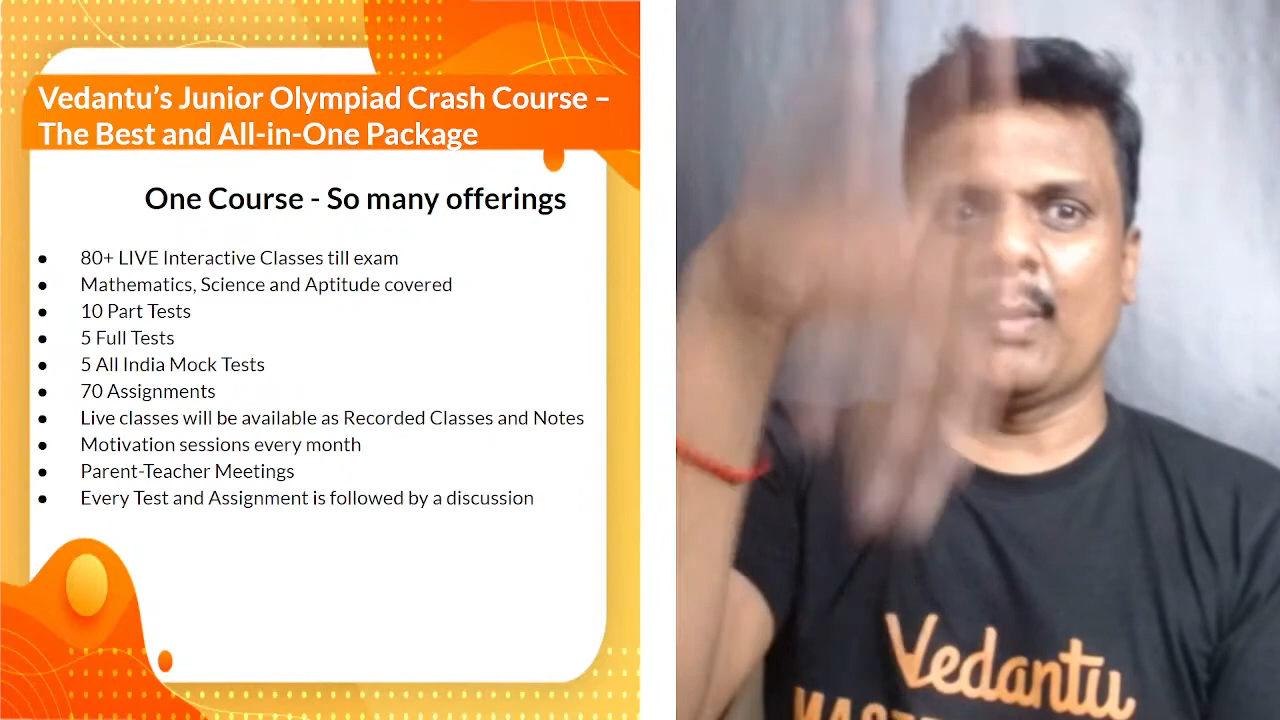 Vedantu’s Junior Olympiad Crash Course –
The Best and All-in-One Package
One Course - So many offerings
● 80+ LIVE Interactive Classes till exam
● Mathematics, Science and Aptitude covered
● 10 Part Tests
● 5 Full Tests
● 5 All India Mock Tests
● 70 Assignments
● Live classes will be available as Recorded Classes and Notes
● Motivation sessions every month
● Parent-Teacher Meetings
● Every Test and Assignment is followed by a discussion
Vedantu